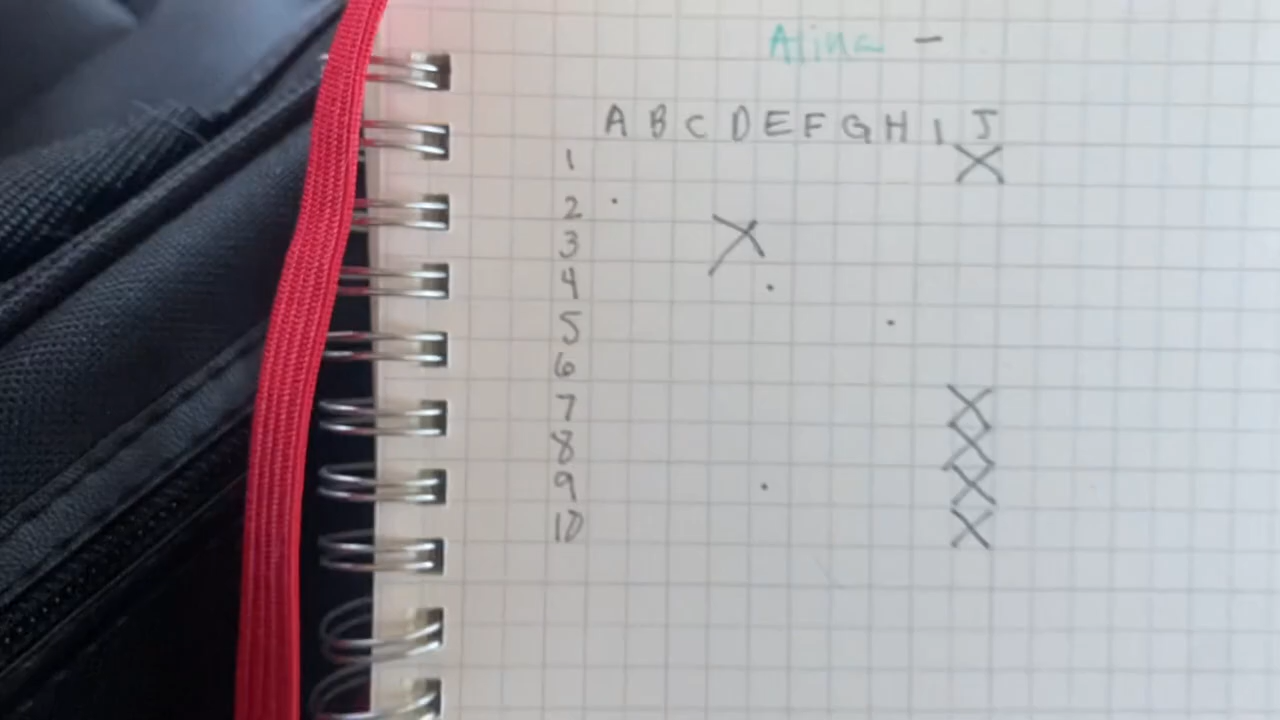 Alina -
A B C D E F G H I J
1 X
2 .
3 X
4 .
5 .
6
7 X
8 X
9 . X
10 X